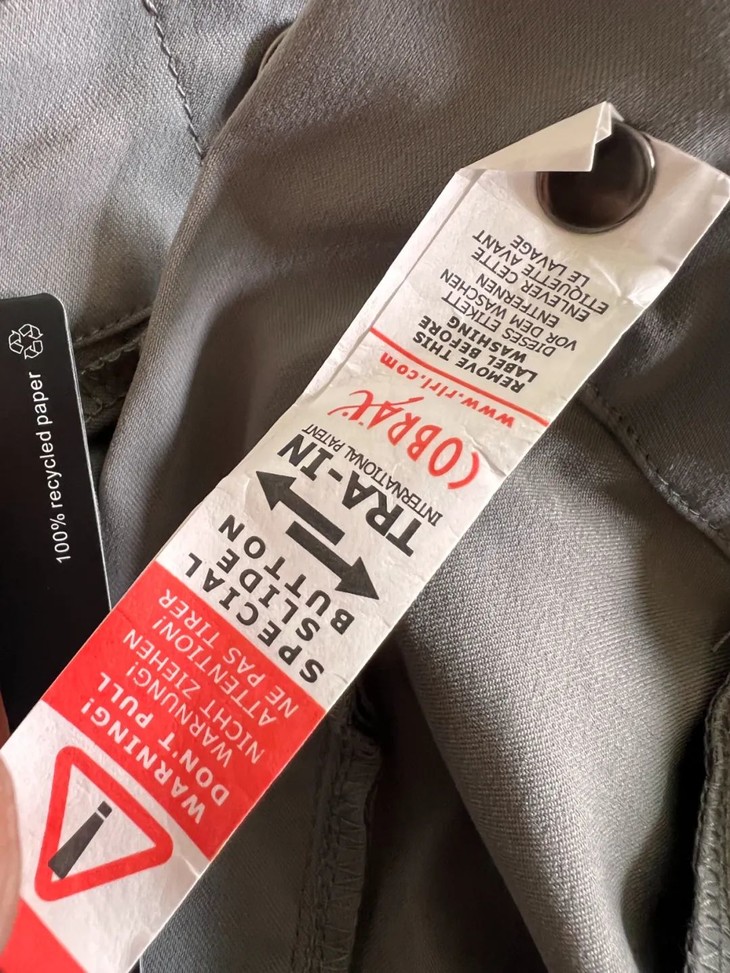 WARNING!
DON'T PULL
WARNUNG!
NICHT ZIEHEN
ATTENTION!
NE PAS TIRER
SPECIAL
SLIDE
BUTTON
TRA-IN
INTERNATIONAL PATENT
COBRAX
www.riri.com
REMOVE THIS
LABEL BEFORE
WASHING
DIESES ETIKETT
VOR DEM WASCHEN
ENTFERNEN
ENLEVER CETTE
ETIQUETTE AVANT
LE LAVAGE
100% recycled paper